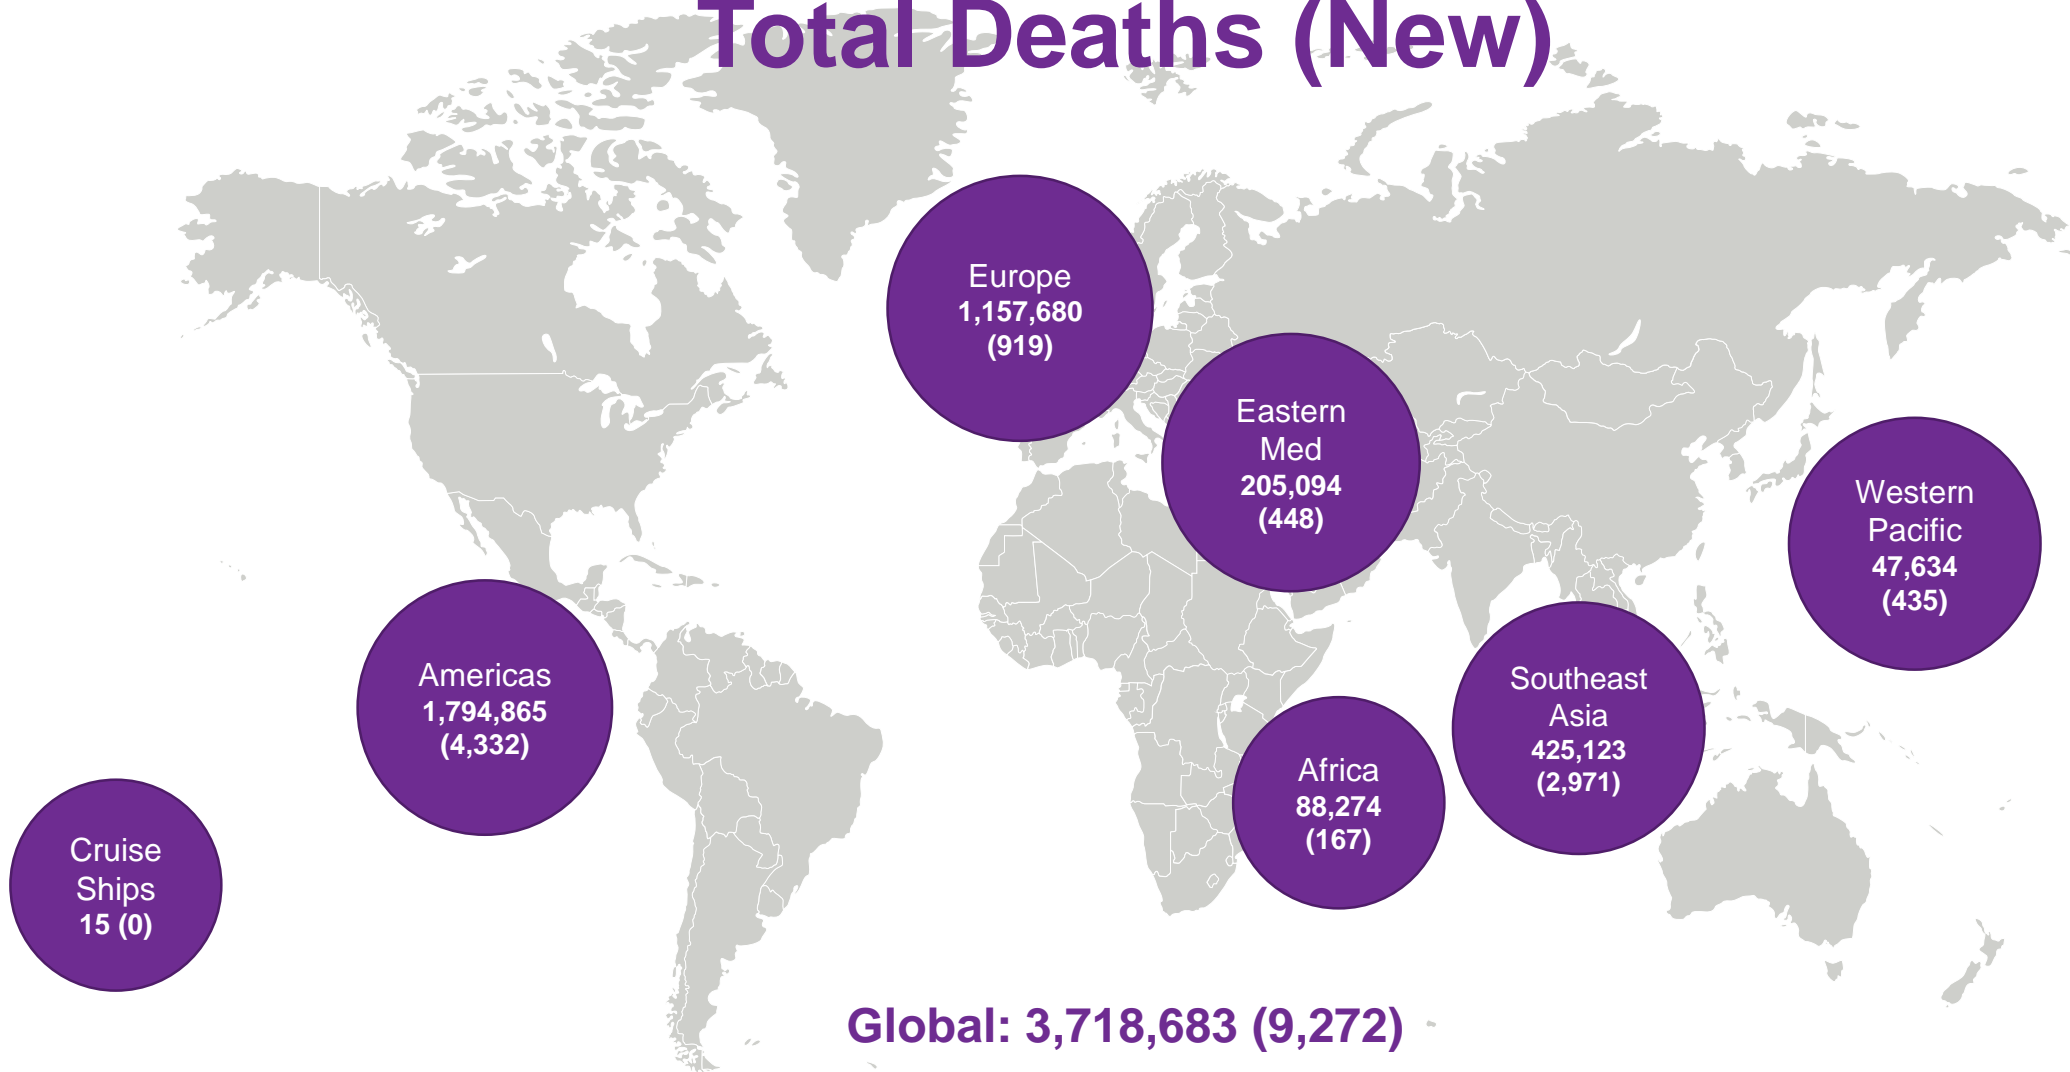 Total Deaths (New)
Europe
1,157,680
(919)
Eastern
Med
205,094
(448)
Western
Pacific
47,634
(435)
Americas
1,794,865
(4,332)
Southeast
Asia
425,123
(2,971)
Africa
88,274
(167)
Cruise
Ships
15 (0)
Global: 3,718,683 (9,272)